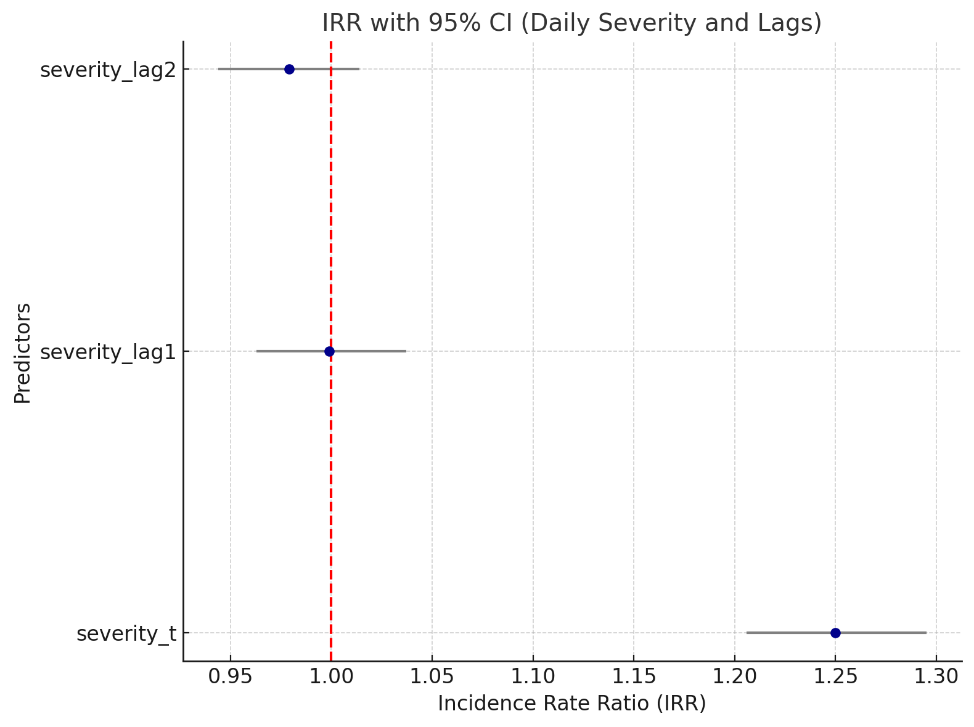 IRR with 95% CI (Daily Severity and Lags)
severity_lag2
severity_lag1
severity_t
Predictors
0.95 1.00 1.05 1.10 1.15 1.20 1.25 1.30
Incidence Rate Ratio (IRR)